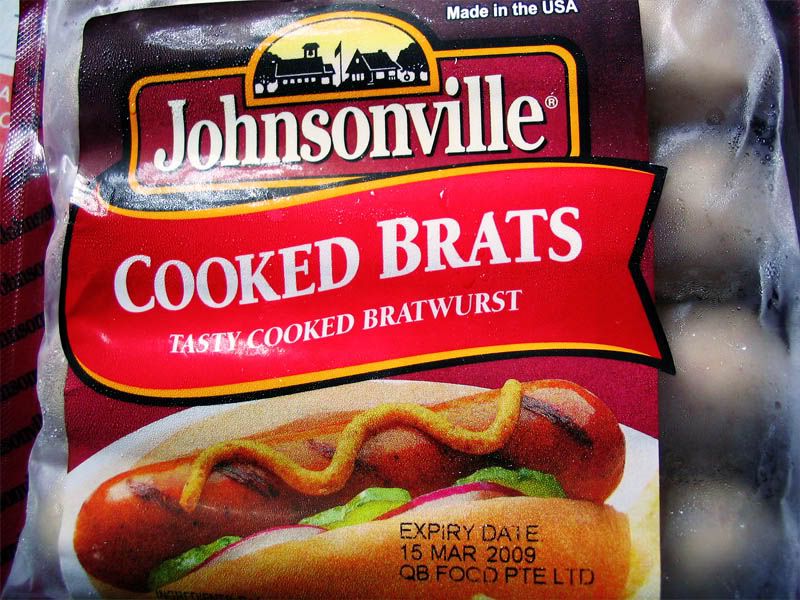 Made in the USA
Johnsonville®
COOKED BRATS
TASTY COOKED BRATWURST
EXPIRY DATE
15 MAR 2009
QB FOOD PTE LTD